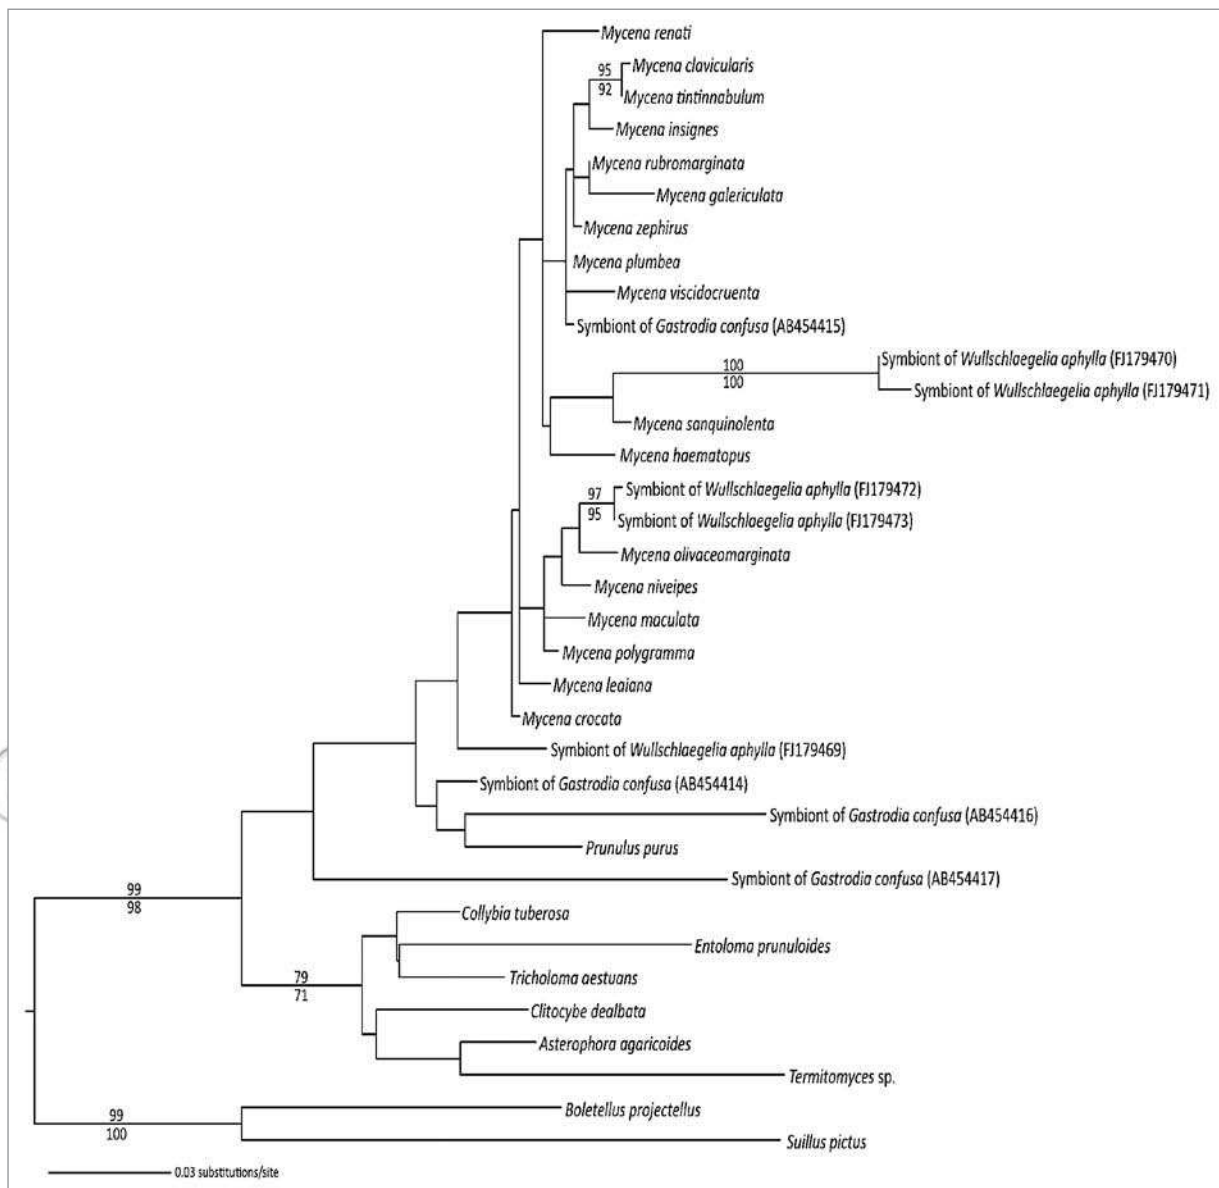 Mycena renati
95
Mycena clavicularis
92
Mycena tintinnabulum
Mycena insignes
Mycena rubromarginata
Mycena galericulata
Mycena zephirus
Mycena plumbea
Mycena viscidocruenta
Symbiont of Gastrodia confusa (AB454415)
100
Symbiont of Wullschlaegelia aphylla (FJ179470)
100
Symbiont of Wullschlaegelia aphylla (FJ179471)
Mycena sanquinolenta
Mycena haematopus
97
Symbiont of Wullschlaegelia aphylla (FJ179472)
95
Symbiont of Wullschlaegelia aphylla (FJ179473)
Mycena olivaceomarginata
Mycena niveipes
Mycena maculata
Mycena polygramma
Mycena leaiana
Mycena crocata
Symbiont of Wullschlaegelia aphylla (FJ179469)
Symbiont of Gastrodia confusa (AB454414)
Symbiont of Gastrodia confusa (AB454416)
Prunulus purus
Symbiont of Gastrodia confusa (AB454417)
99
98
Collybia tuberosa
Entoloma prunuloides
79
71
Tricholoma aestuans
Clitocybe dealbata
Asterophora agaricoides
Termitomyces sp.
99
100
Boletellus projectellus
Suillus pictus
0.03 substitutions/site